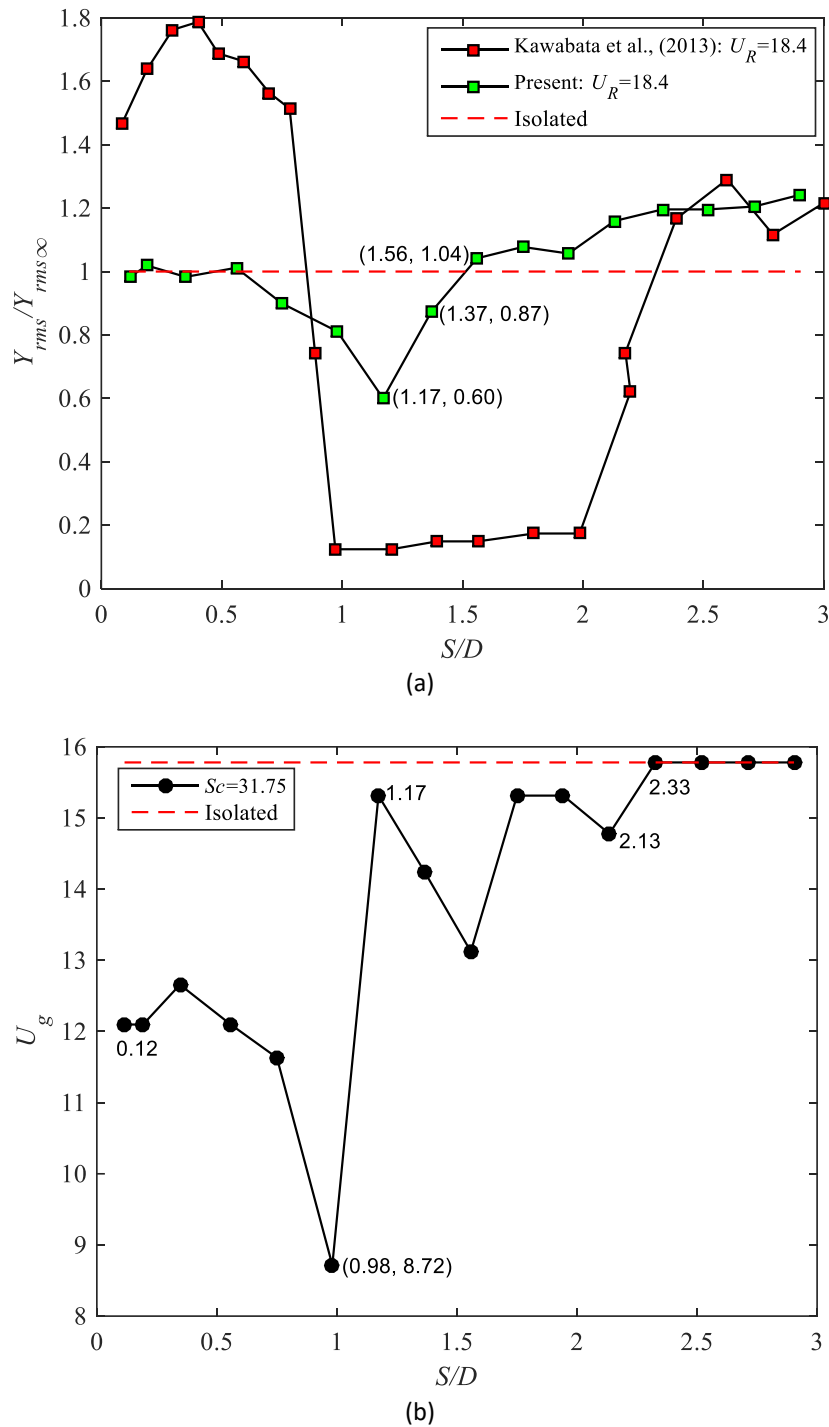 1.8
1.6
1.4
1.2
1
0.8
0.6
0.4
0.2
0
Y_rms/Y_rms∞
Kawabata et al., (2013): U_R=18.4
Present: U_R=18.4
Isolated
(1.56, 1.04)
(1.37, 0.87)
(1.17, 0.60)
0 0.5 1 1.5 2 2.5 3
S/D
(a)
16
15
14
13
12
11
10
9
8
U_g
Sc=31.75
Isolated
1.17
2.33
2.13
0.12
(0.98, 8.72)
0 0.5 1 1.5 2 2.5 3
S/D
(b)